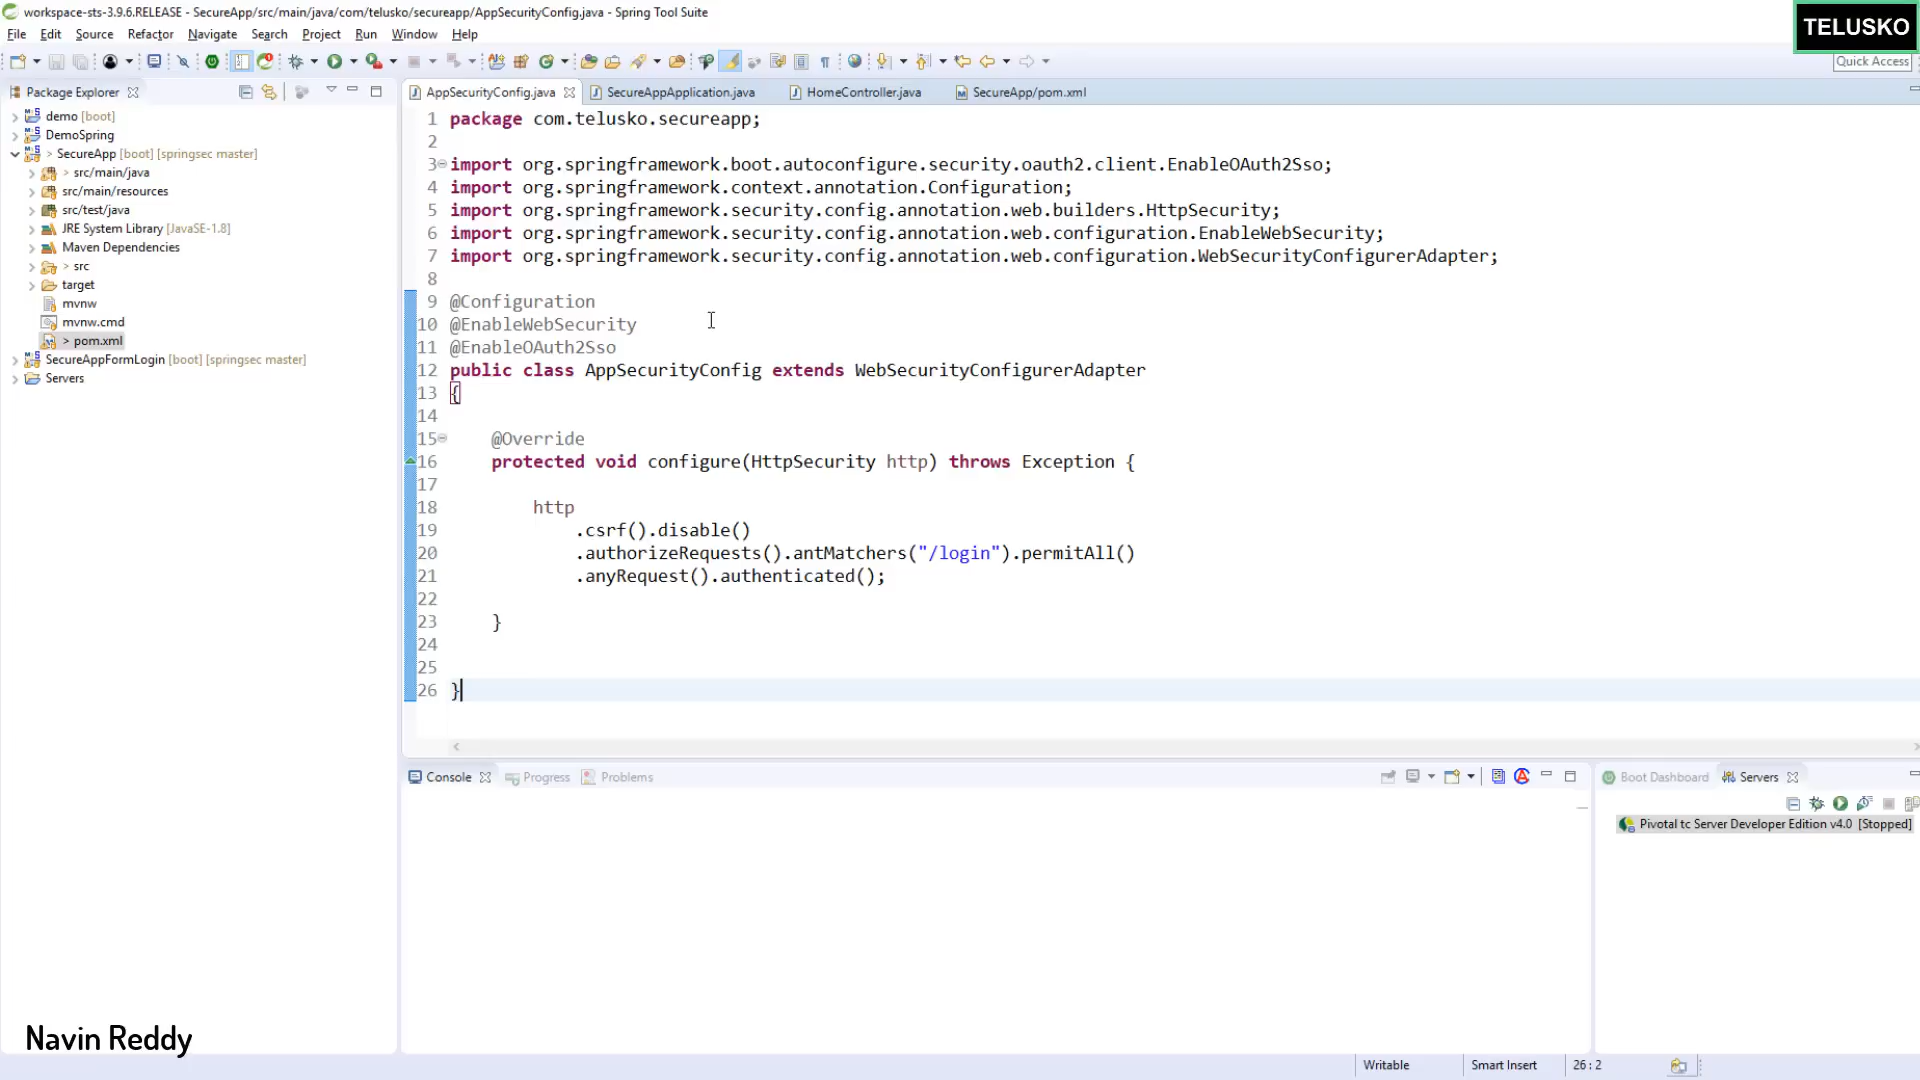 workspace-sts-3.9.6.RELEASE - SecureApp/src/main/java/com/telusko/secureapp/AppSecurityConfig.java - Spring Tool Suite
TELUSKO
File Edit Source Refactor Navigate Search Project Run Window Help
Quick Access
Package Explorer
demo [boot]
DemoSpring
> SecureApp [boot] [springsec master]
> src/main/java
src/main/resources
src/test/java
JRE System Library [JavaSE-1.8]
Maven Dependencies
> src
target
mvnw
mvnw.cmd
> pom.xml
SecureAppFormLogin [boot] [springsec master]
Servers
AppSecurityConfig.java SecureAppApplication.java HomeController.java SecureApp/pom.xml
1 package com.telusko.secureapp;
2
3 import org.springframework.boot.autoconfigure.security.oauth2.client.EnableOAuth2Sso;
4 import org.springframework.context.annotation.Configuration;
5 import org.springframework.security.config.annotation.web.builders.HttpSecurity;
6 import org.springframework.security.config.annotation.web.configuration.EnableWebSecurity;
7 import org.springframework.security.config.annotation.web.configuration.WebSecurityConfigurerAdapter;
8
9 @Configuration
10 @EnableWebSecurity
11 @EnableOAuth2Sso
12 public class AppSecurityConfig extends WebSecurityConfigurerAdapter
13 {
14
15 @Override
16 protected void configure(HttpSecurity http) throws Exception {
17
18 http
19 .csrf().disable()
20 .authorizeRequests().antMatchers("/login").permitAll()
21 .anyRequest().authenticated();
22
23 }
24
25
26 }
Console Progress Problems
Boot Dashboard Servers
Pivotal tc Server Developer Edition v4.0 [Stopped]
Navin Reddy
Writable Smart Insert 26 : 2